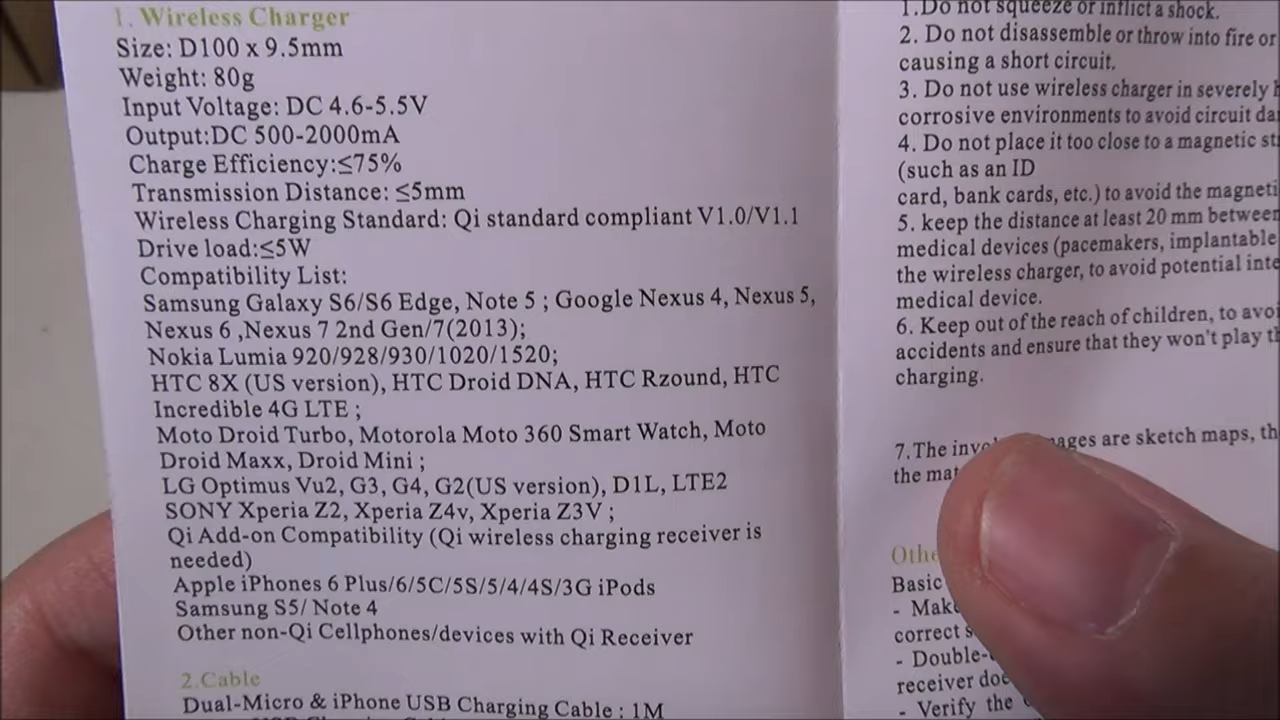 1. Wireless Charger
Size: D100 x 9.5mm
Weight: 80g
Input Voltage: DC 4.6-5.5V
Output:DC 500-2000mA
Charge Efficiency:≤75%
Transmission Distance: ≤5mm
Wireless Charging Standard: Qi standard compliant V1.0/V1.1
Drive load:≤5W
Compatibility List:
Samsung Galaxy S6/S6 Edge, Note 5 ; Google Nexus 4, Nexus 5,
Nexus 6 ,Nexus 7 2nd Gen/7(2013);
Nokia Lumia 920/928/930/1020/1520;
HTC 8X (US version), HTC Droid DNA, HTC Rzound, HTC
Incredible 4G LTE ;
Moto Droid Turbo, Motorola Moto 360 Smart Watch, Moto
Droid Maxx, Droid Mini ;
LG Optimus Vu2, G3, G4, G2(US version), D1L, LTE2
SONY Xperia Z2, Xperia Z4v, Xperia Z3V ;
Qi Add-on Compatibility (Qi wireless charging receiver is
needed)
Apple iPhones 6 Plus/6/5C/5S/5/4/4S/3G iPods
Samsung S5/ Note 4
Other non-Qi Cellphones/devices with Qi Receiver
2.Cable
Dual-Micro & iPhone USB Charging Cable : 1M
1.Do not squeeze or inflict a shock.
2. Do not disassemble or throw into fire or
causing a short circuit.
3. Do not use wireless charger in severely
corrosive environments to avoid circuit
4. Do not place it too close to a magnetic
(such as an ID
card, bank cards, etc.) to avoid the
5. keep the distance at least 20 mm between
medical devices (pacemakers, implantable
the wireless charger, to avoid potential
medical device.
6. Keep out of the reach of children, to
accidents and ensure that they won't play
charging.
7.The are sketch maps,
the
Basic
-
correct
-
receiver
- Verify the